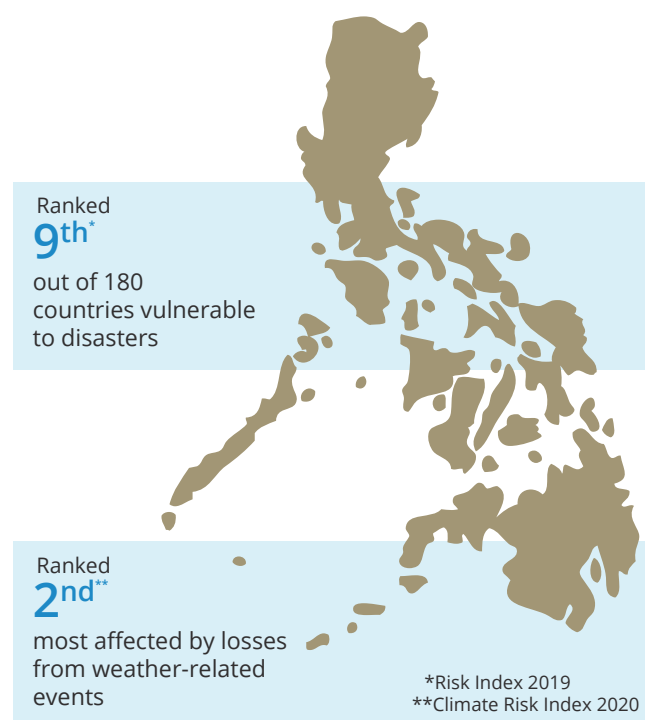 Ranked
9th*
out of 180
countries vulnerable
to disasters
Ranked
2nd**
most affected by losses
from weather-related
events
*Risk Index 2019
**Climate Risk Index 2020